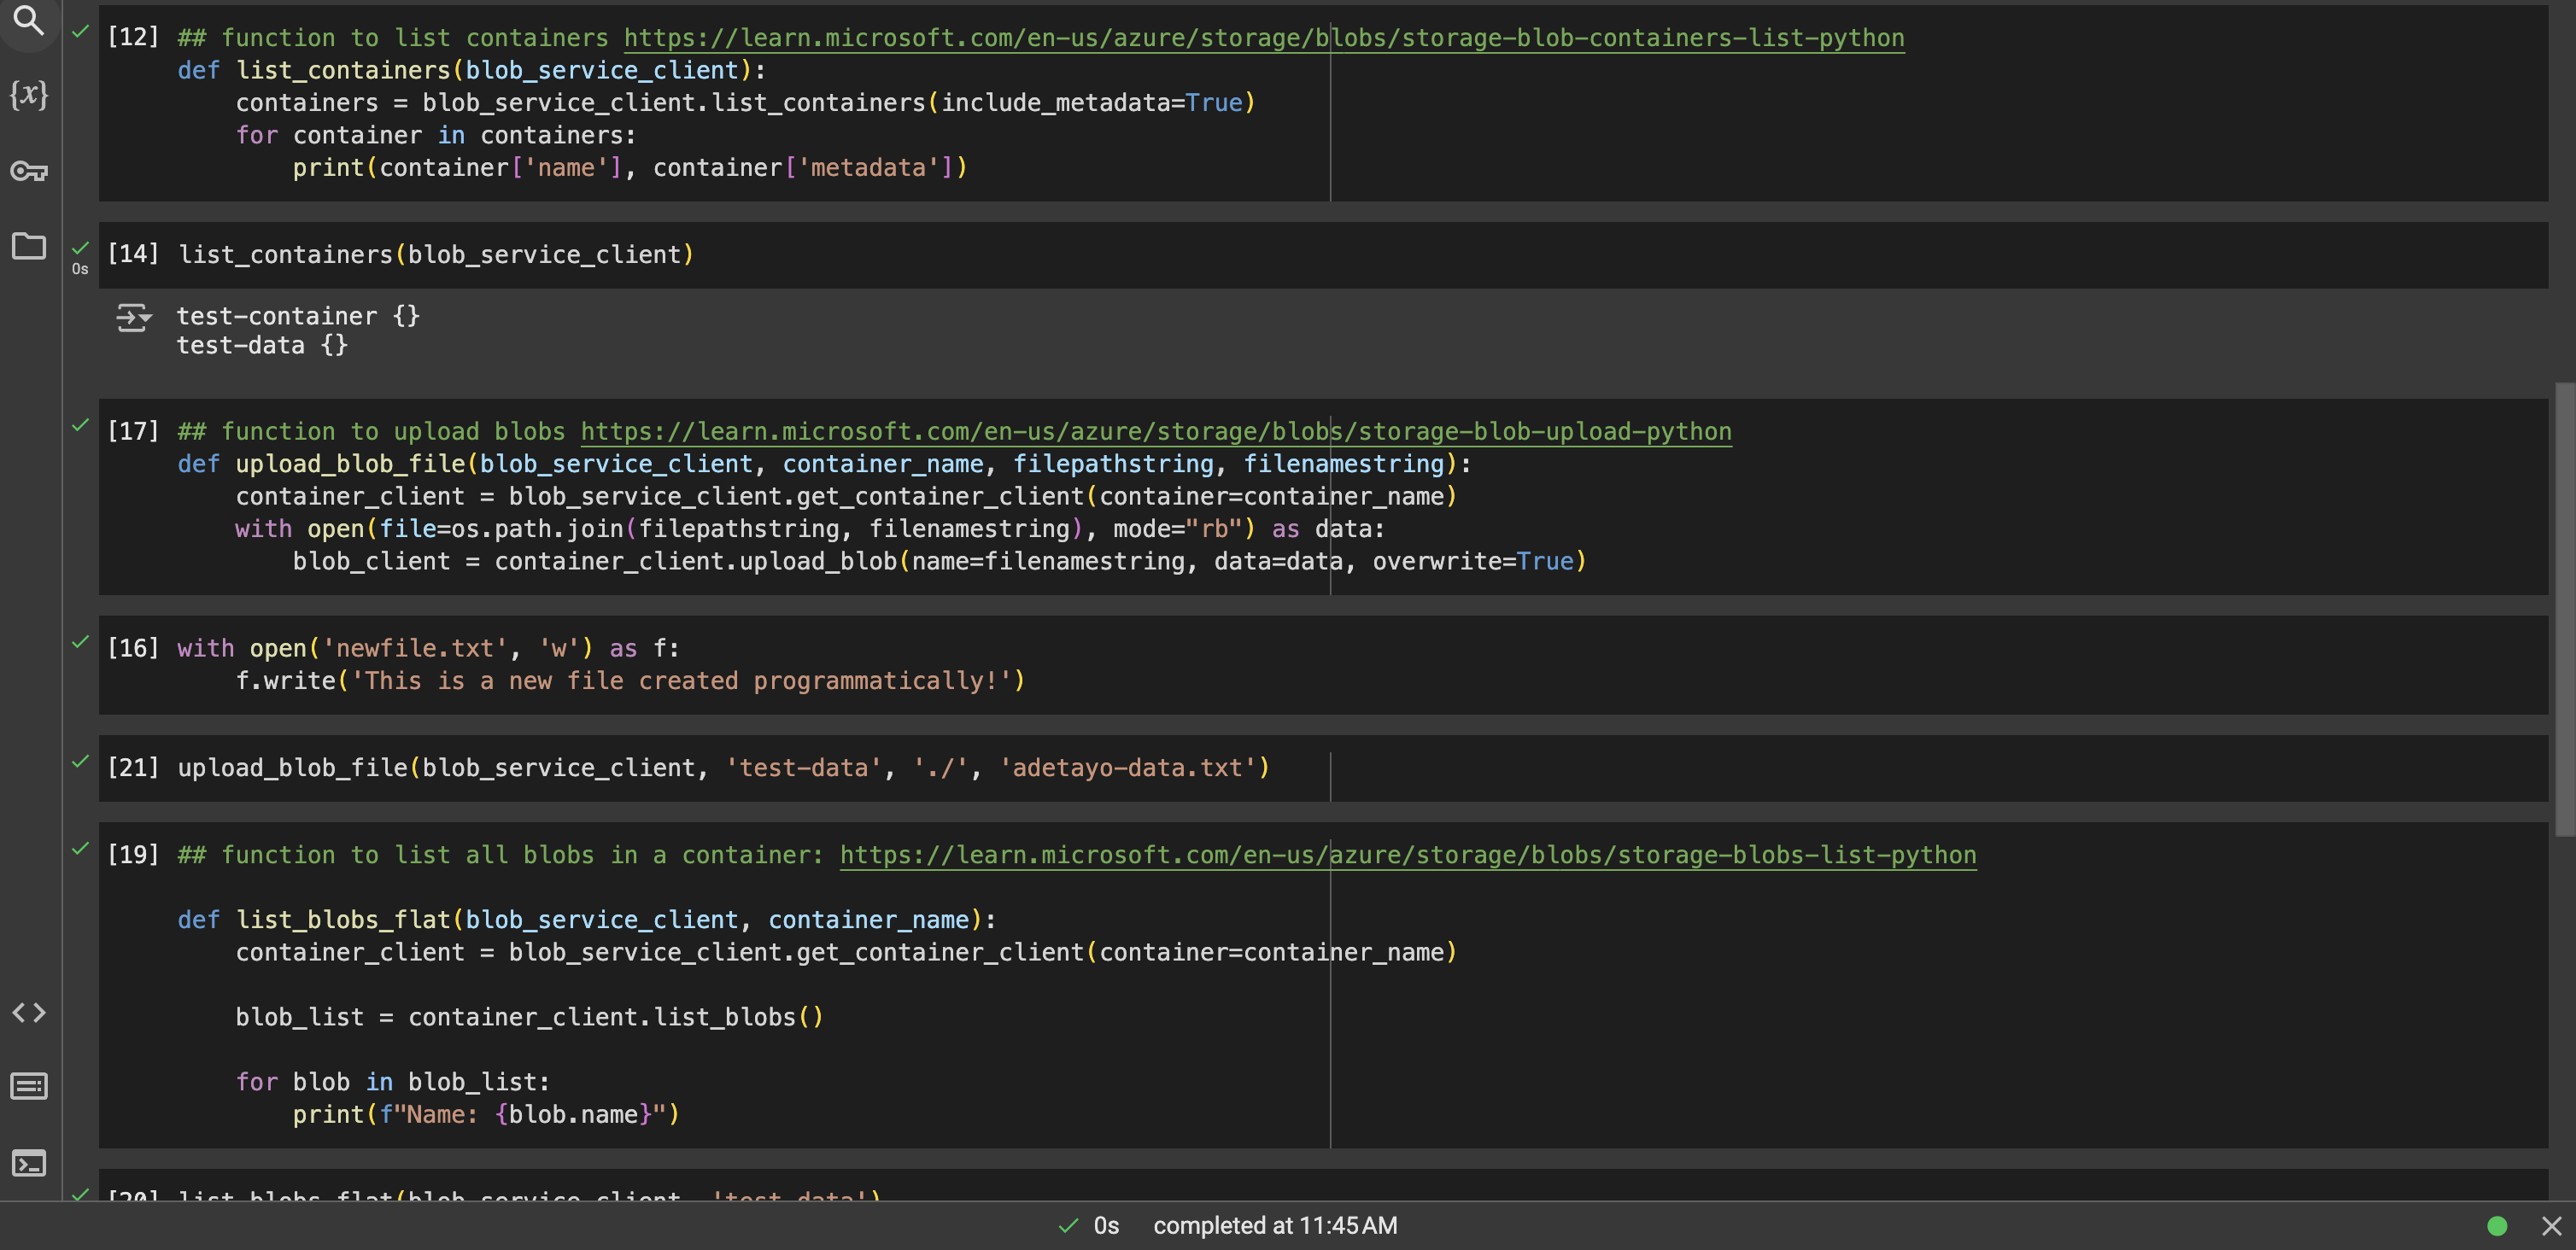 [12] ## function to list containers https://learn.microsoft.com/en-us/azure/storage/blobs/storage-blob-containers-list-python
def list_containers(blob_service_client):
    containers = blob_service_client.list_containers(include_metadata=True)
    for container in containers:
        print(container['name'], container['metadata'])
{x}
0s
[14] list_containers(blob_service_client)
test-container {}
test-data {}
[17] ## function to upload blobs https://learn.microsoft.com/en-us/azure/storage/blobs/storage-blob-upload-python
def upload_blob_file(blob_service_client, container_name, filepathstring, filenamestring):
    container_client = blob_service_client.get_container_client(container=container_name)
    with open(file=os.path.join(filepathstring, filenamestring), mode="rb") as data:
        blob_client = container_client.upload_blob(name=filenamestring, data=data, overwrite=True)
[16] with open('newfile.txt', 'w') as f:
    f.write('This is a new file created programmatically!')
[21] upload_blob_file(blob_service_client, 'test-data', './', 'adetayo-data.txt')
[19] ## function to list all blobs in a container: https://learn.microsoft.com/en-us/azure/storage/blobs/storage-blobs-list-python
def list_blobs_flat(blob_service_client, container_name):
    container_client = blob_service_client.get_container_client(container=container_name)
    blob_list = container_client.list_blobs()
    for blob in blob_list:
        print(f"Name: {blob.name}")
[20] list_blobs_flat(blob_service_client, 'test-data')
0s completed at 11:45 AM